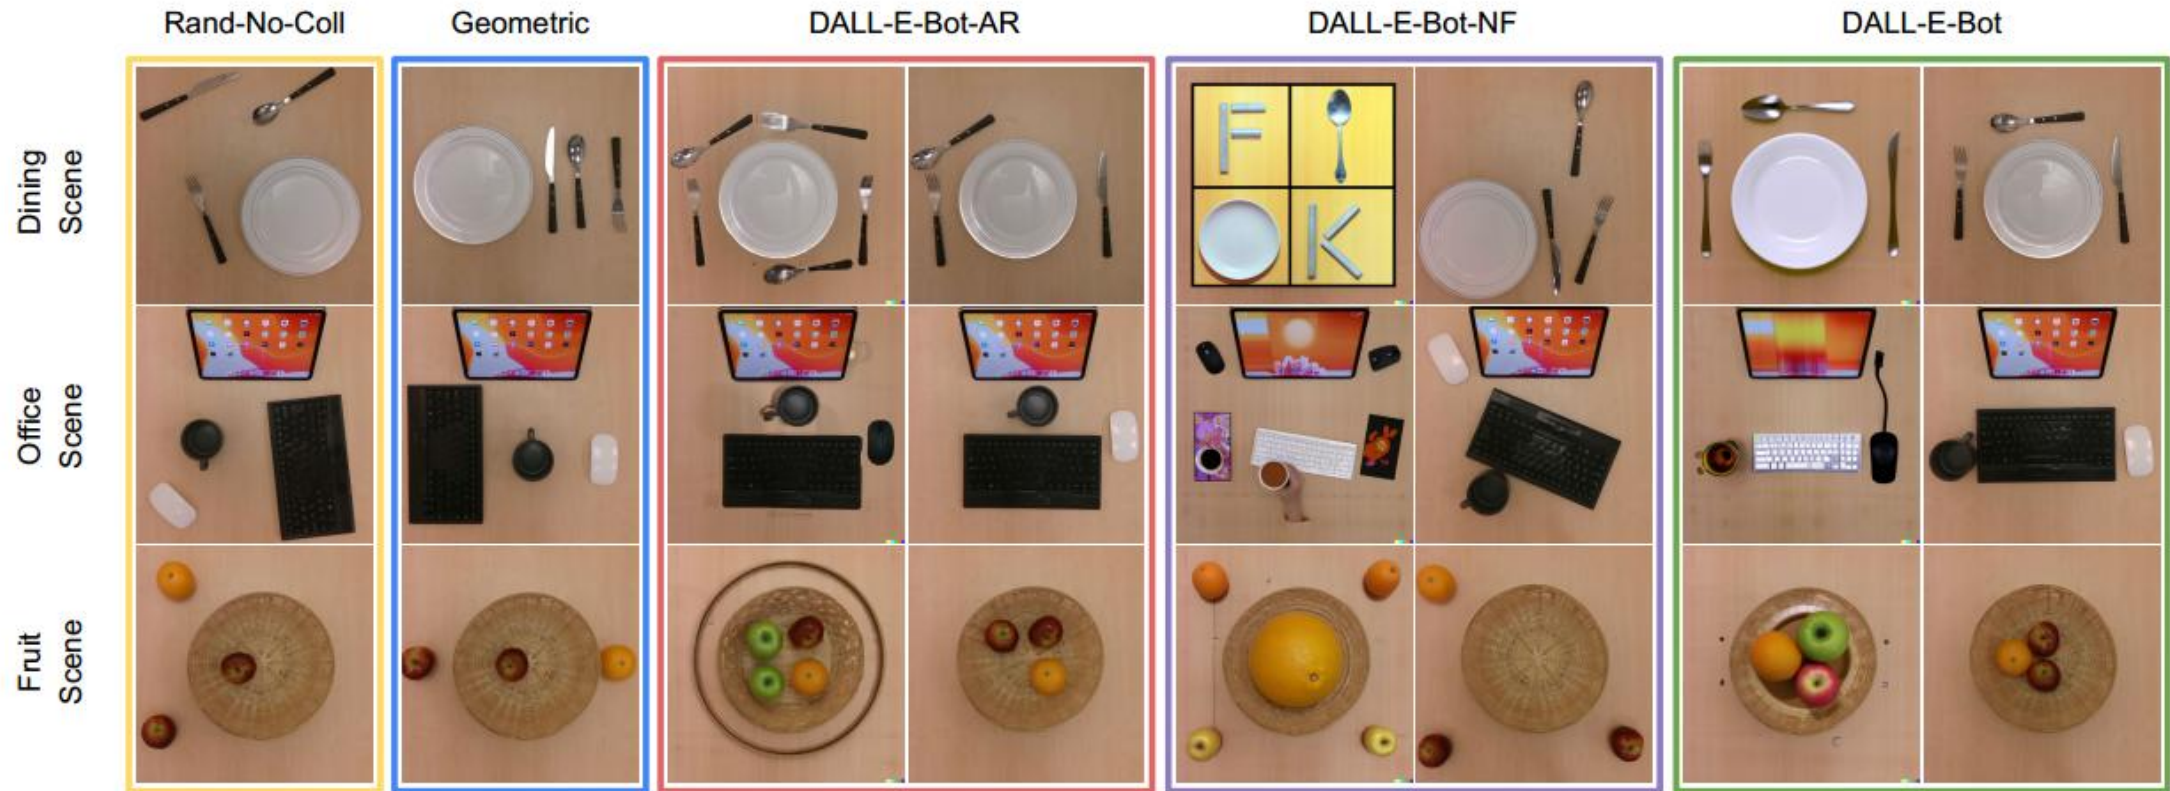 Rand-No-Coll
Geometric
DALL-E-Bot-AR
DALL-E-Bot-NF
DALL-E-Bot
Dining
Scene
F
K
Office
Scene
Fruit
Scene